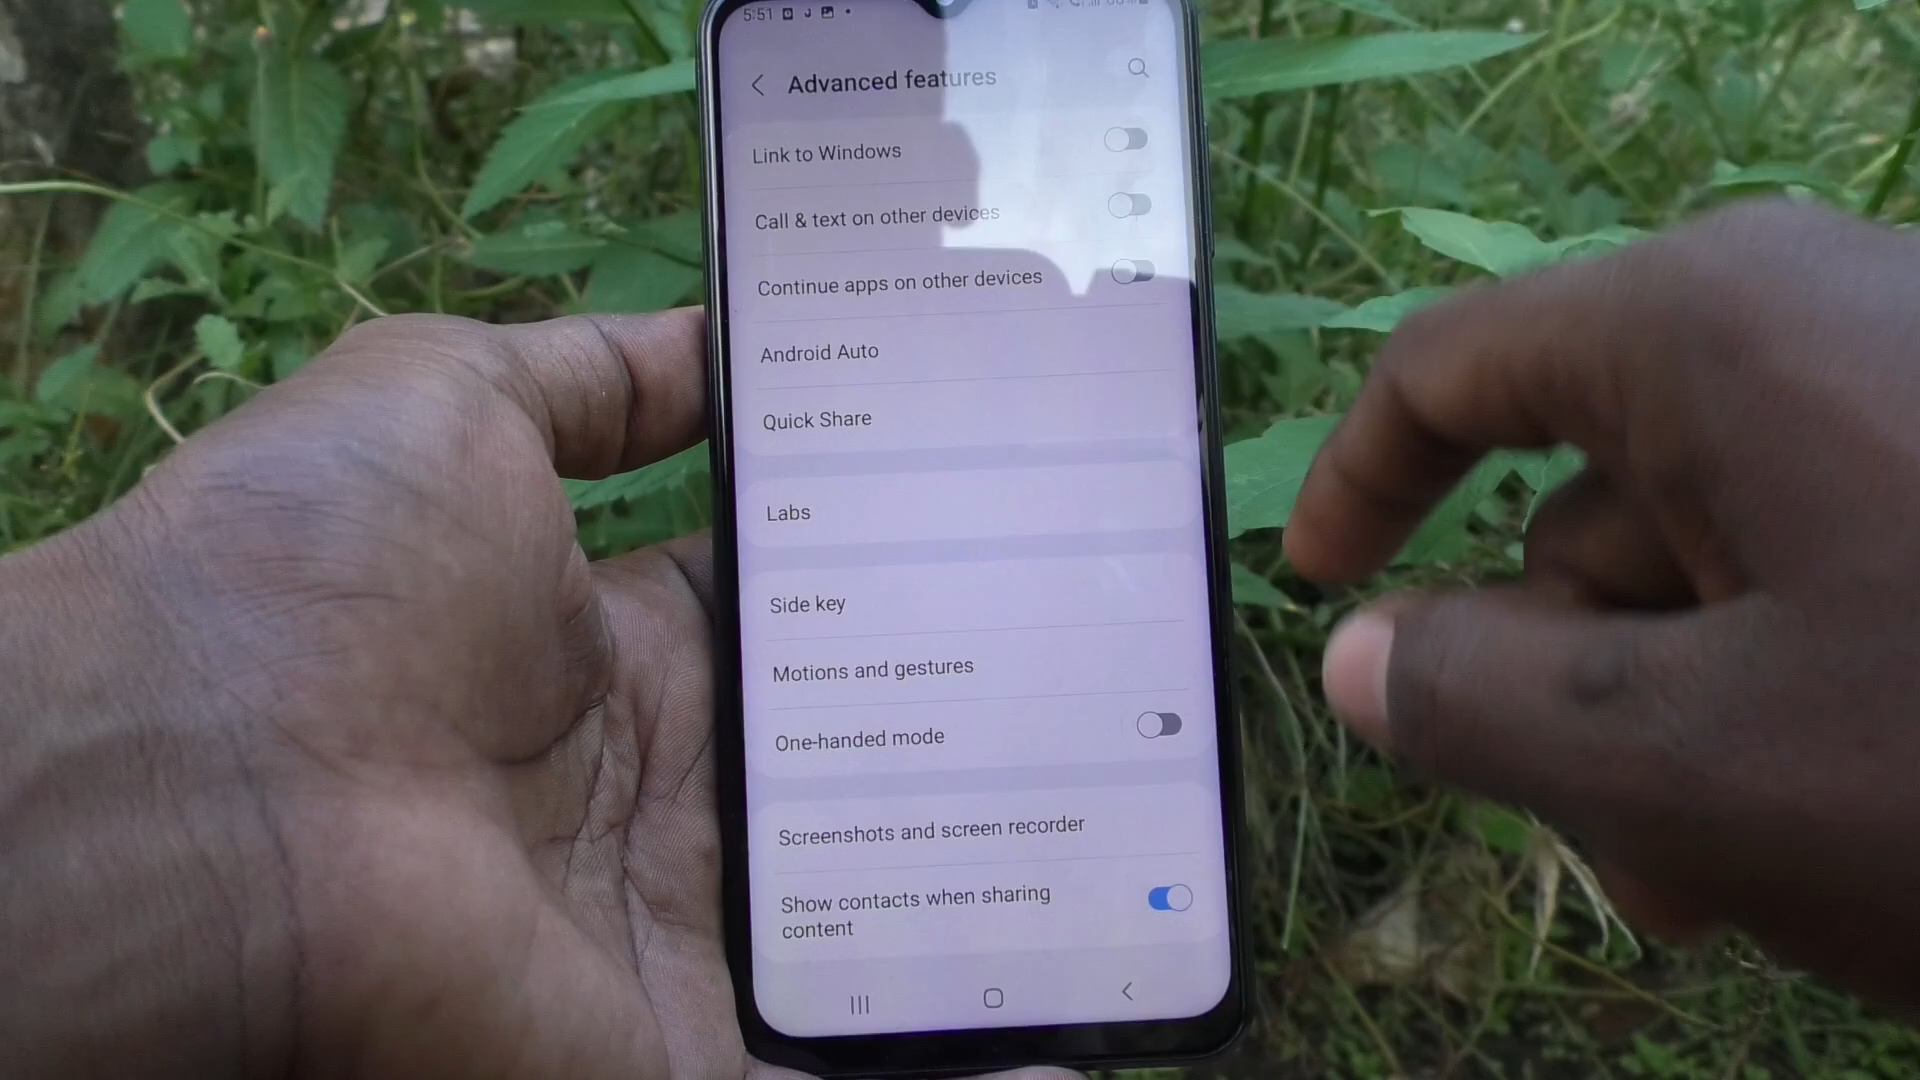 5:51
Advanced features
Link to Windows
Call & text on other devices
Continue apps on other devices
Android Auto
Quick Share
Labs
Side key
Motions and gestures
One-handed mode
Screenshots and screen recorder
Show contacts when sharing
content